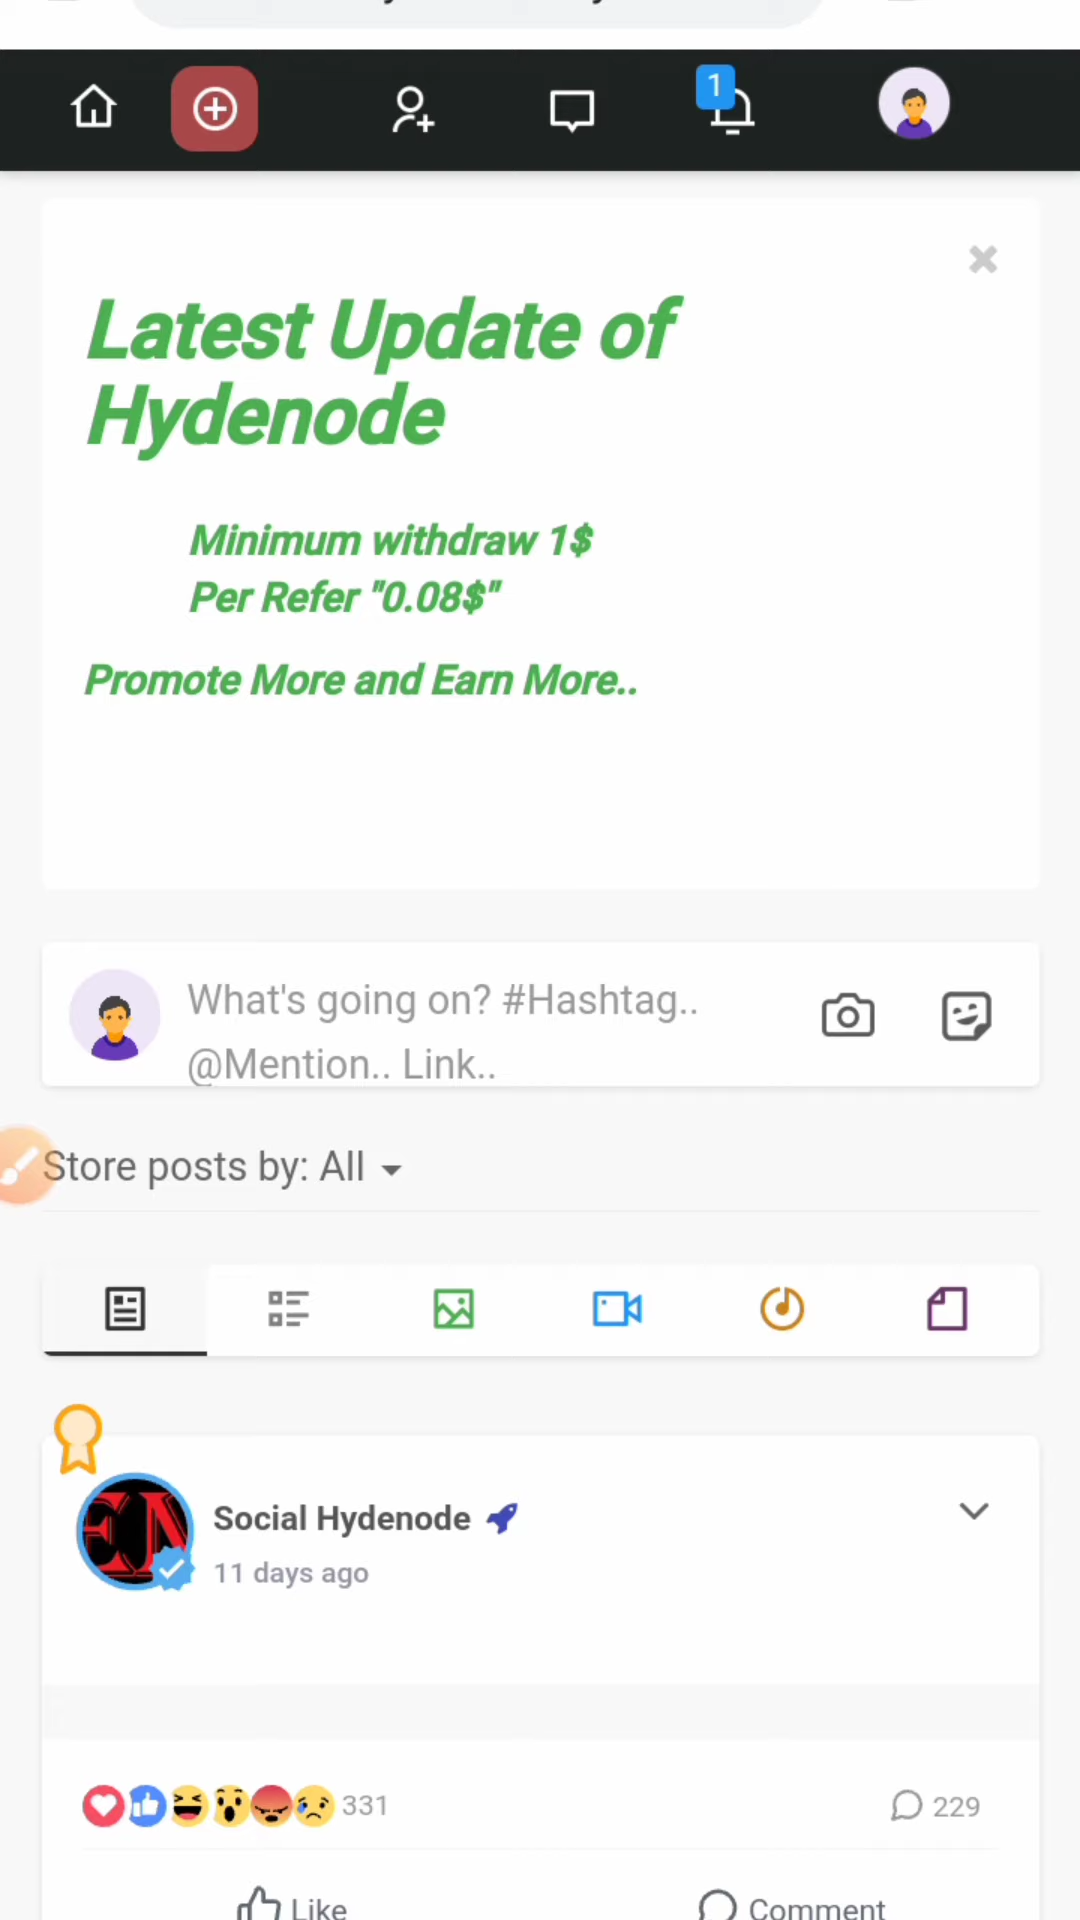 1
Latest Update of
Hydenode
Minimum withdraw 1$
Per Refer "0.08$"
Promote More and Earn More..
What's going on? #Hashtag..
@Mention.. Link..
Store posts by: All
Social Hydenode
11 days ago
331
229
Like
Comment